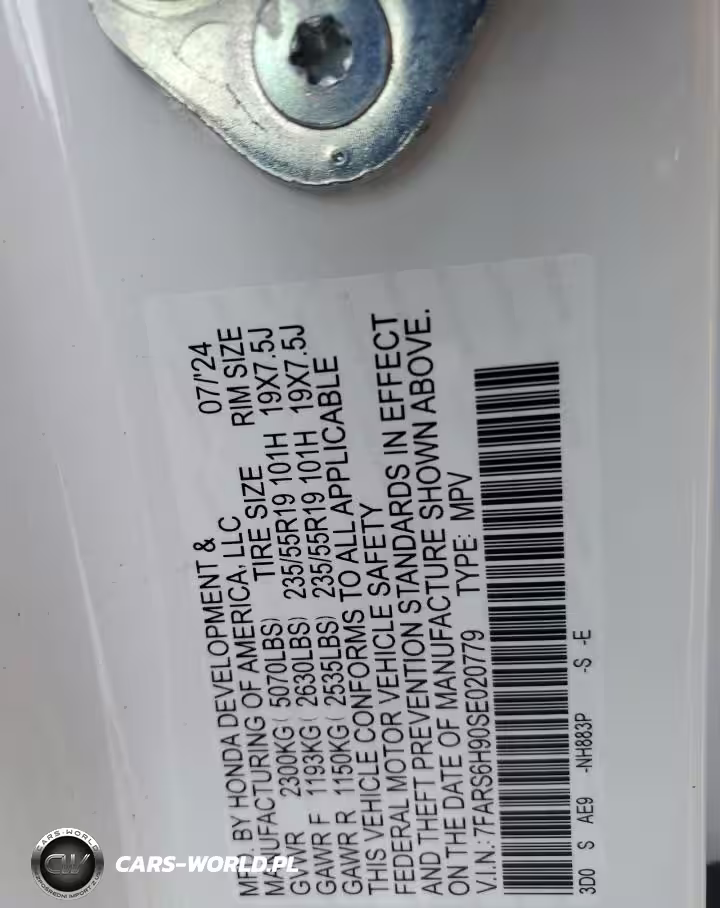 MFD. BY HONDA DEVELOPMENT & 07/'24
MANUFACTURING OF AMERICA, LLC
TIRE SIZE RIM SIZE
GVWR 2300KG ( 5070LBS)
GAWR F 1193KG ( 2630LBS) 235/55R19 101H 19X7.5J
GAWR R 1150KG ( 2535LBS) 235/55R19 101H 19X7.5J
THIS VEHICLE CONFORMS TO ALL APPLICABLE
FEDERAL MOTOR VEHICLE SAFETY
AND THEFT PREVENTION STANDARDS IN EFFECT
ON THE DATE OF MANUFACTURE SHOWN ABOVE.
V.I.N.: 7FARS6H90SE020779 TYPE: MPV
3D0 S AE9 -NH883P -S -E
CARS-WORLD
CW
CARS-WORLD.PL